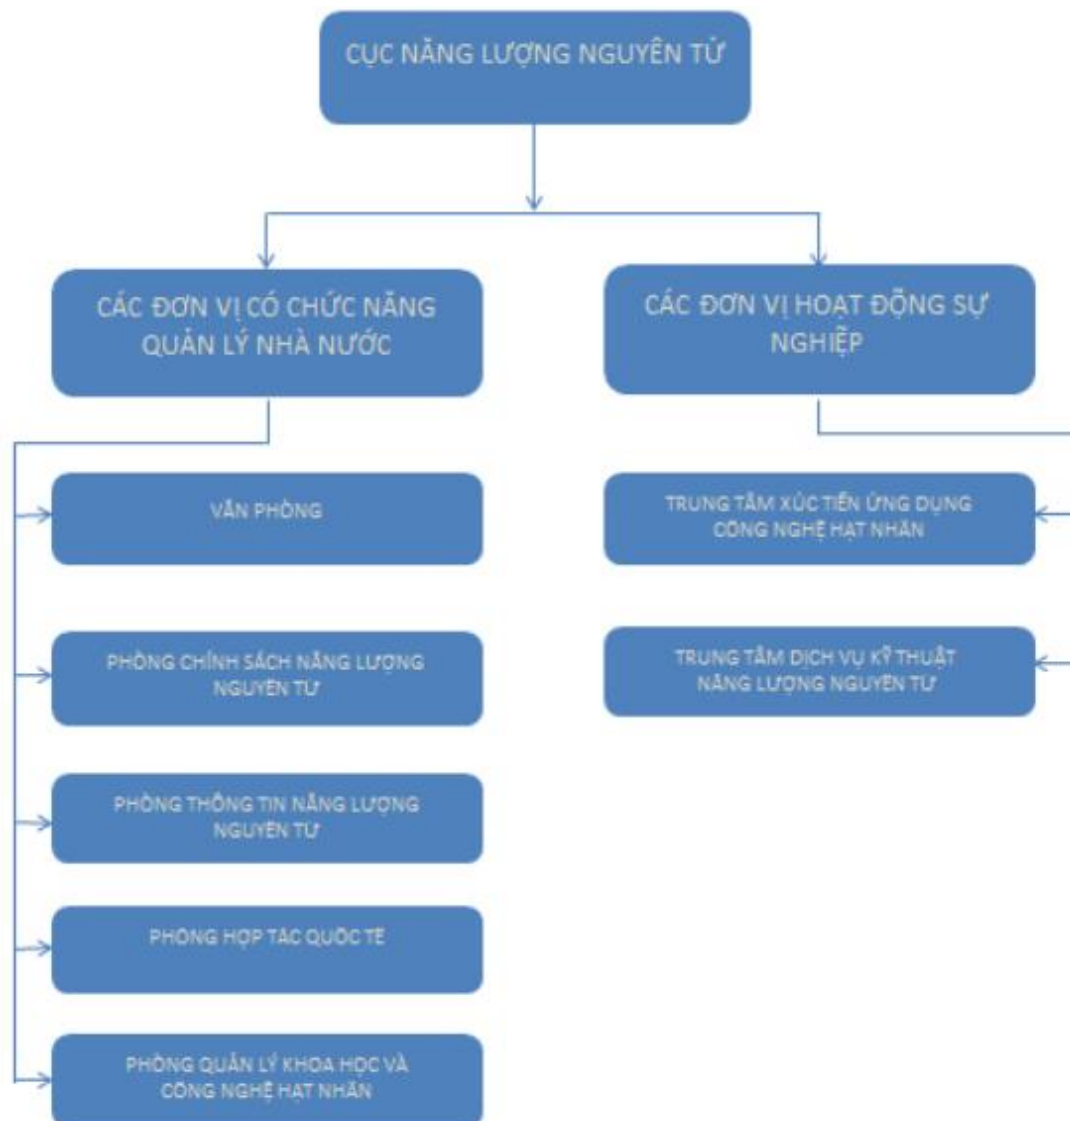 CỤC NĂNG LƯỢNG NGUYÊN TỬ
CÁC ĐƠN VỊ CÓ CHỨC NĂNG
QUẢN LÝ NHÀ NƯỚC
VĂN PHÒNG
PHÒNG CHÍNH SÁCH NĂNG LƯỢNG
NGUYÊN TỬ
PHÒNG THÔNG TIN NĂNG LƯỢNG
NGUYÊN TỬ
PHÒNG HỢP TÁC QUỐC TẾ
PHÒNG QUẢN LÝ KHOA HỌC VÀ
CÔNG NGHỆ HẠT NHÂN
CÁC ĐƠN VỊ HOẠT ĐỘNG SỰ
NGHIỆP
TRUNG TÂM XÚC TIẾN ỨNG DỤNG
CÔNG NGHỆ HẠT NHÂN
TRUNG TÂM DỊCH VỤ KỸ THUẬT
NĂNG LƯỢNG NGUYÊN TỬ